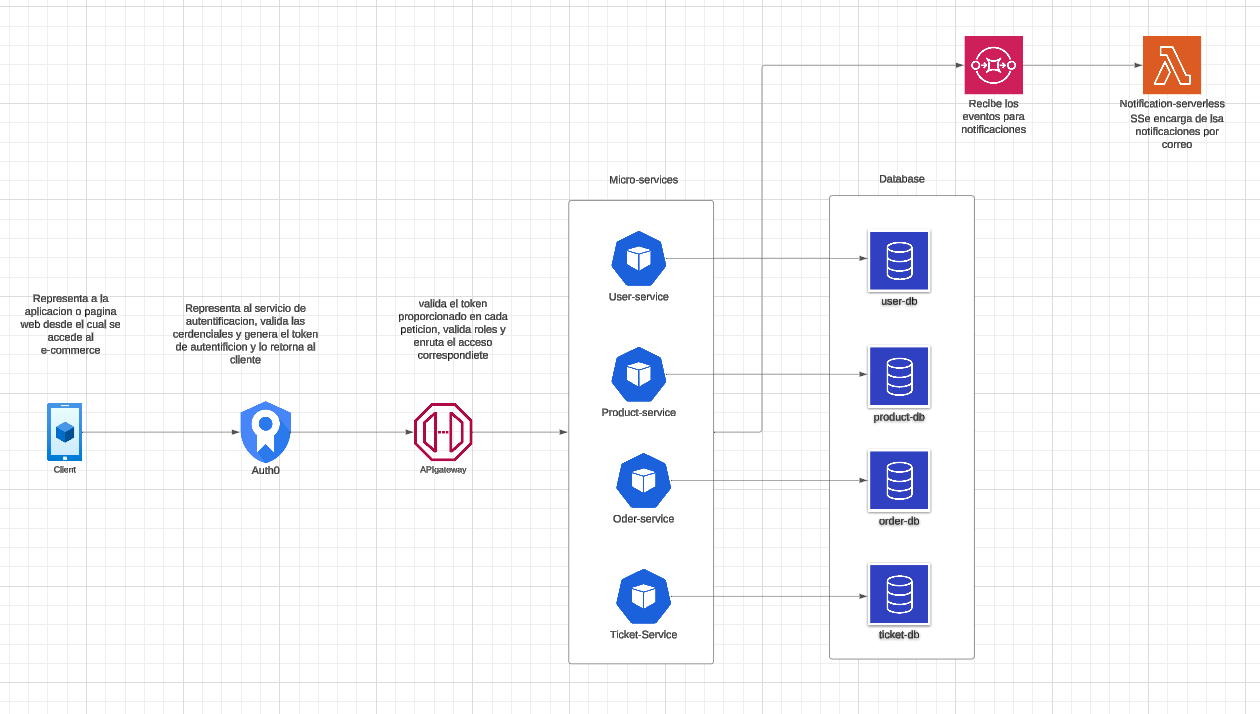 Recibe los
eventos para
notificaciones
Notification-serverless
SSe encarga de lsa
notificaciones por
correo
Micro-services
Database
User-service
user-db
Representa a la
aplicacion o pagina
web desde el cual se
accede al
e-commerce
Representa al servicio de
autentificacion, valida las
cerdenciales y genera el token
de autentificion y lo retorna al
cliente
valida el token
proporcionado en cada
peticion, valida roles y
enruta el acceso
correspondiete
Product-service
product-db
Client
Auth0
APIgateway
Oder-service
order-db
Ticket-Service
ticket-db